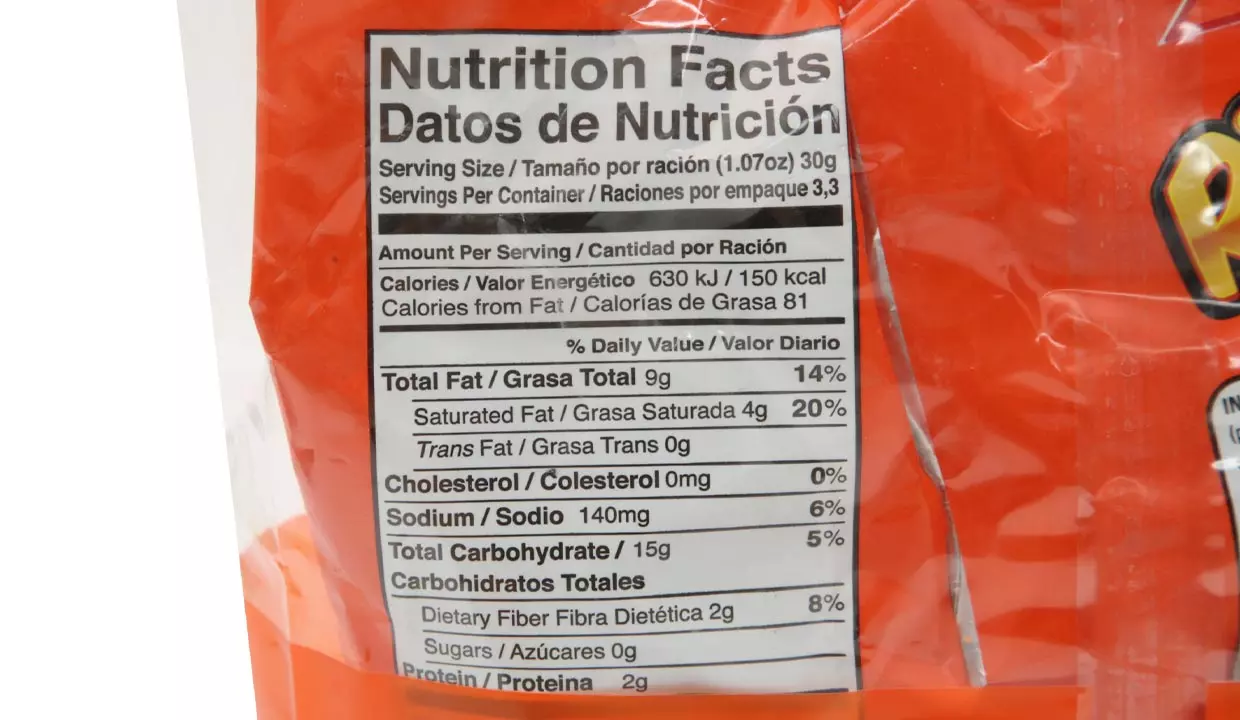 Nutrition Facts
Datos de Nutrición
Serving Size / Tamaño por ración (1.07oz) 30g
Servings Per Container / Raciones por empaque 3,3
Amount Per Serving / Cantidad por Ración
Calories / Valor Energético 630 kJ / 150 kcal
Calories from Fat / Calorías de Grasa 81
% Daily Value / Valor Diario
Total Fat / Grasa Total 9g 14%
Saturated Fat / Grasa Saturada 4g 20%
Trans Fat / Grasa Trans 0g
Cholesterol / Colesterol 0mg 0%
Sodium / Sodio 140mg 6%
Total Carbohydrate / 15g 5%
Carbohidratos Totales
Dietary Fiber Fibra Dietética 2g 8%
Sugars / Azúcares 0g
Protein / Proteina 2g